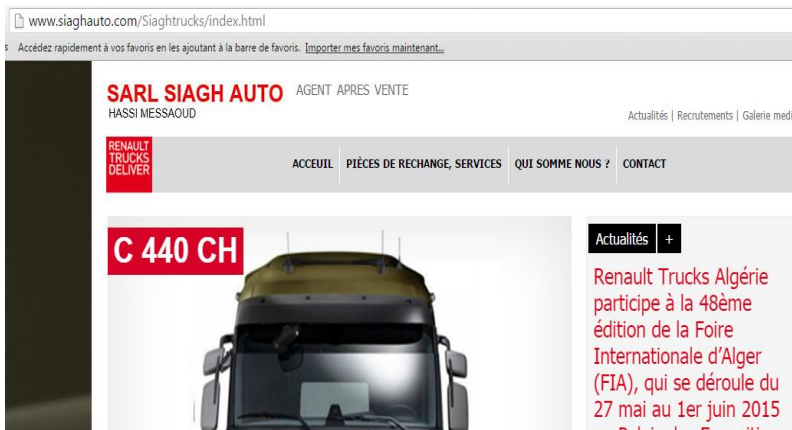 www.siaghauto.com/Siaghtrucks/index.html
Accédez rapidement à vos favoris en les ajoutant à la barre de favoris. Importer mes favoris maintenant...
SARL SIAGH AUTO AGENT APRES VENTE
HASSI MESSAOUD
Actualités | Recrutements | Galerie medi
RENAULT
TRUCKS
DELIVER
ACCEUIL PIÈCES DE RECHANGE, SERVICES QUI SOMME NOUS ? CONTACT
C 440 CH
Actualités +
Renault Trucks Algérie
participe à la 48ème
édition de la Foire
Internationale d'Alger
(FIA), qui se déroule du
27 mai au 1er juin 2015